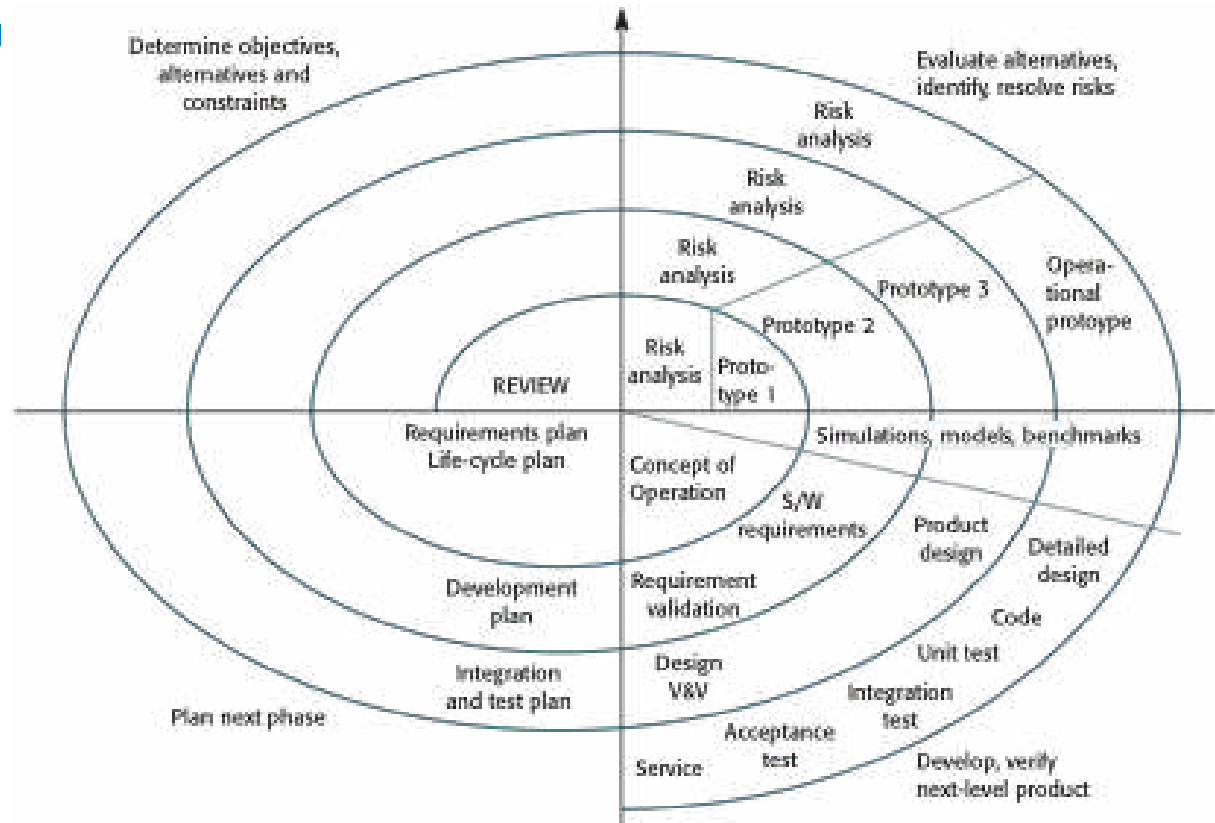 Determine objectives,
alternatives and
constraints
Evaluate alternatives,
identify, resolve risks
Risk
analysis
Risk
analysis
Risk
analysis
Risk
analysis
Proto-
type 1
Prototype 2
Prototype 3
Opera-
tional
protoype
REVIEW
Requirements plan
Life-cycle plan
Simulations, models, benchmarks
Concept of
Operation
S/W
requirements
Product
design
Detailed
design
Development
plan
Requirement
validation
Code
Unit test
Integration
and test plan
Design
V&V
Integration
test
Plan next phase
Acceptance
test
Service
Develop, verify
next-level product